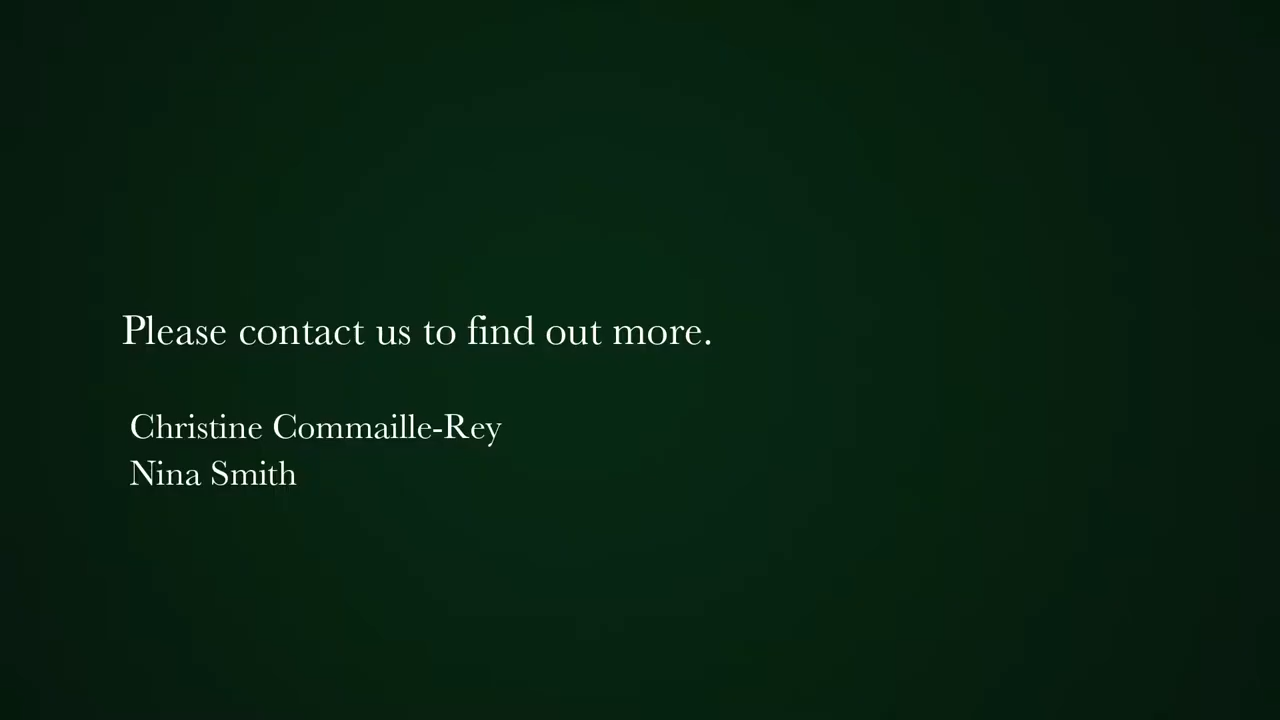 Please contact us to find out more.
Christine Commaille-Rey
Nina Smith